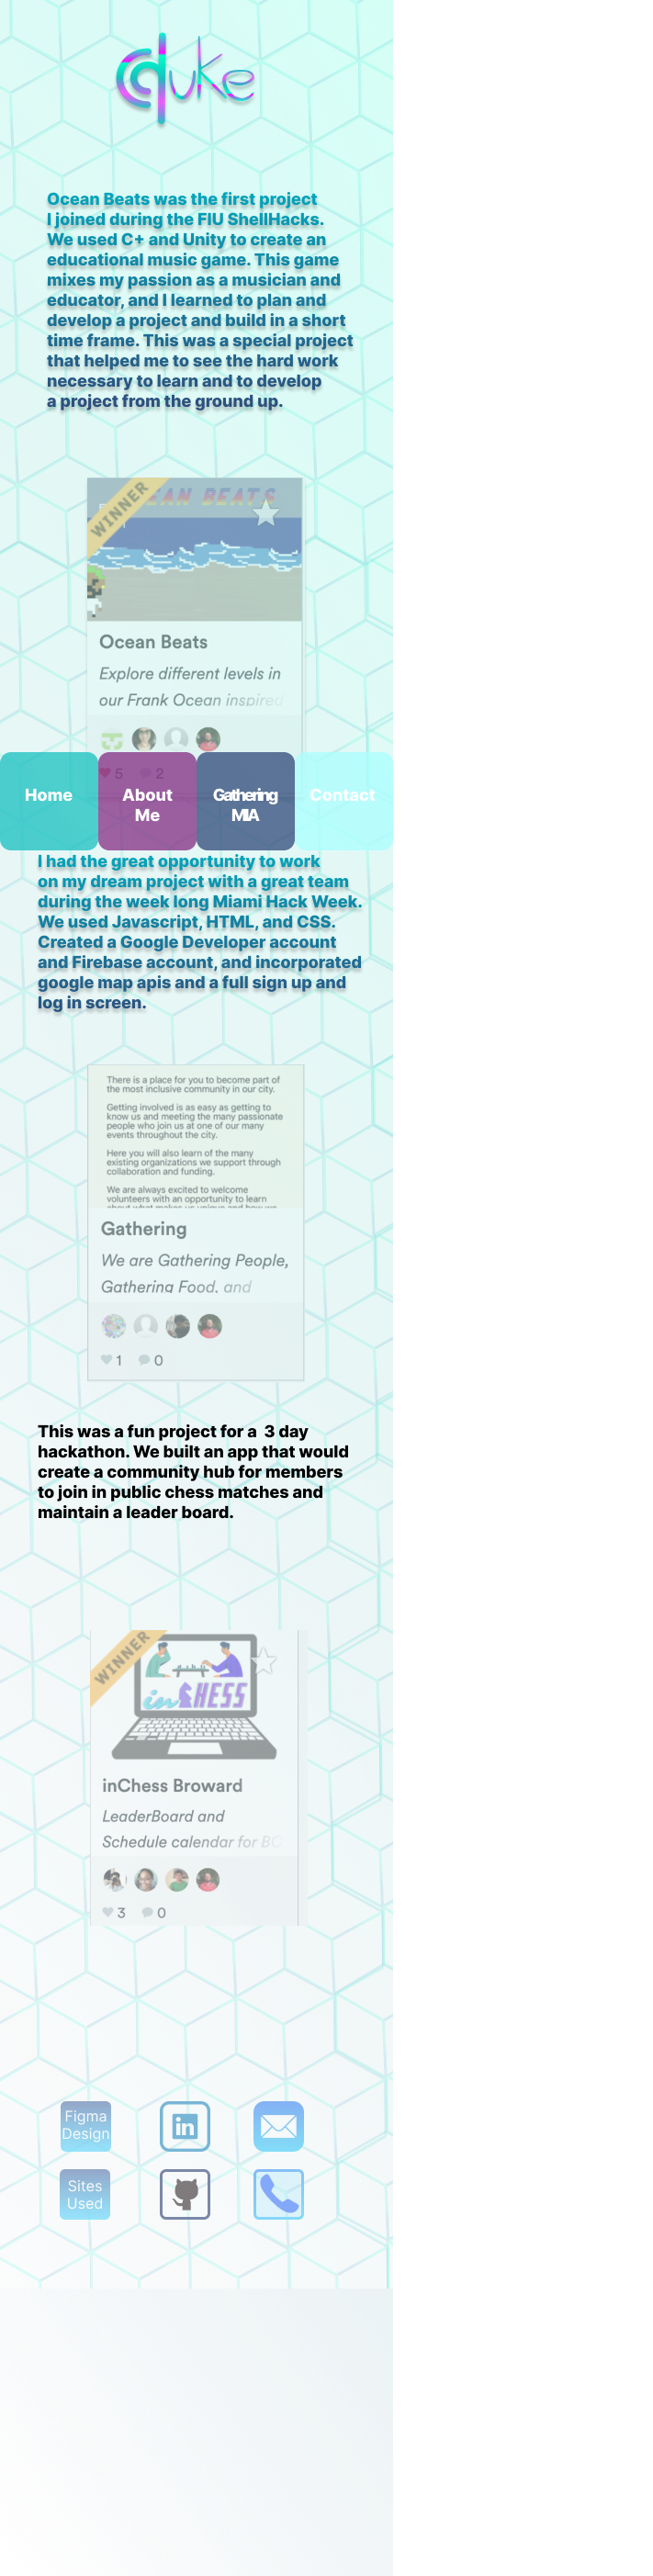 duke
Ocean Beats was the first project
I joined during the FIU ShellHacks.
We used C+ and Unity to create an
educational music game. This game
mixes my passion as a musician and
educator, and I learned to plan and
develop a project and build in a short
time frame. This was a special project
that helped me to see the hard work
necessary to learn and to develop
a project from the ground up.
WINNER
EAN BEATS
Ocean Beats
Explore different levels in
our Frank Ocean inspired
5 2
Home
About
Me
Gathering
MIA
Contact
I had the great opportunity to work
on my dream project with a great team
during the week long Miami Hack Week.
We used Javascript, HTML, and CSS.
Created a Google Developer account
and Firebase account, and incorporated
google map apis and a full sign up and
log in screen.
There is a place for you to become part of
the most inclusive community in our city.
Getting involved is as easy as getting to
know us and meeting the many passionate
people who join us at one of our many
events throughout the city.
Here you will also learn of the many
existing organizations we support through
collaboration and funding.
We are always excited to welcome
volunteers with an opportunity to learn
about what makes us unique and how we
Gathering
We are Gathering People,
Gathering Food, and
1 0
This was a fun project for a 3 day
hackathon. We built an app that would
create a community hub for members
to join in public chess matches and
maintain a leader board.
WINNER
inCHESS
inChess Broward
LeaderBoard and
Schedule calendar for BC
3 0
Figma
Design
in
Sites
Used